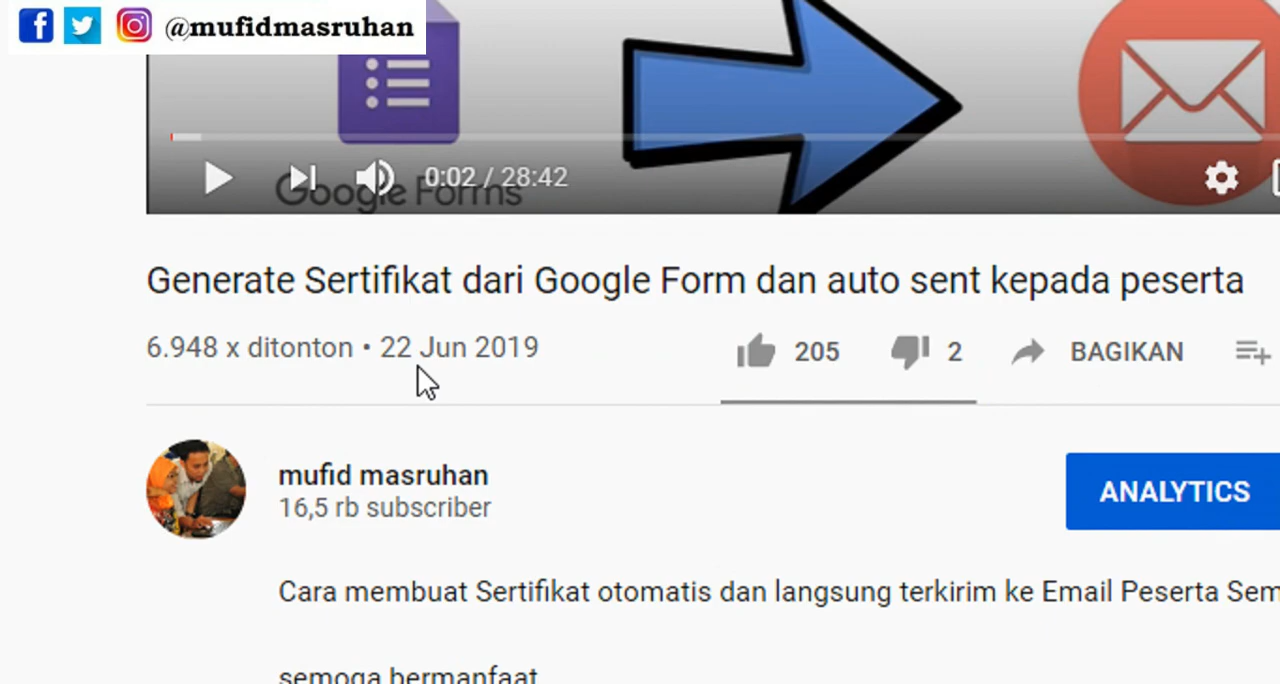 @mufidmasruhan
0:02 / 28:42
Google Forms
Generate Sertifikat dari Google Form dan auto sent kepada peserta
6.948 x ditonton • 22 Jun 2019
205
2
BAGIKAN
mufid masruhan
16,5 rb subscriber
ANALYTICS
Cara membuat Sertifikat otomatis dan langsung terkirim ke Email Peserta Sem
semoga bermanfaat